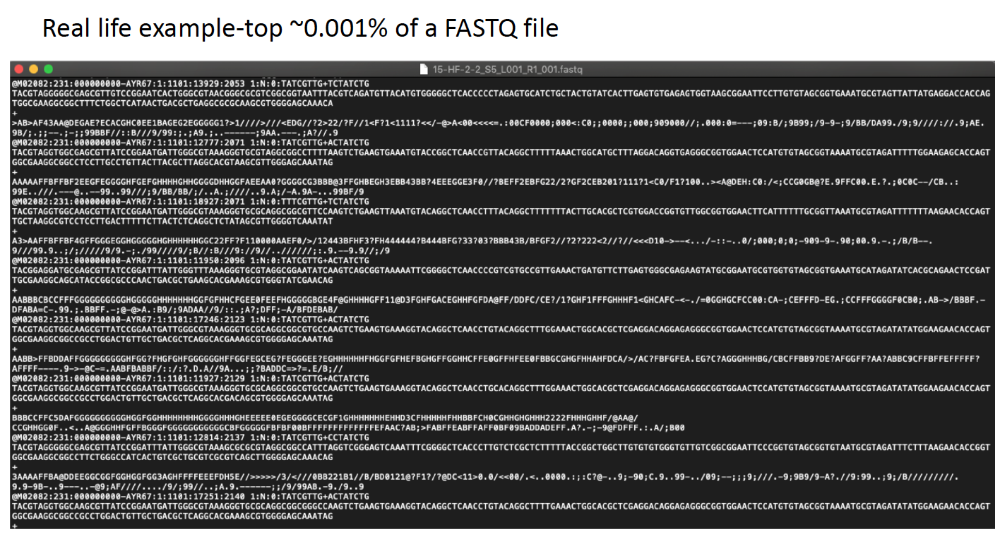 Real life example-top ~0.001% of a FASTQ file
15-HF-2-2_S5_L001_R1_001.fastq
@M02082:231:000000000-AYR67:1:1101:13929:2053 1:N:0:TATCGTTG+TCTATCTG
TACGTAGGGGGCGAGCGTTGTCCGGAATCACTGGGCGTAACGGGCGCGTCGGCGGTAATTTACGTCAGATGTTACATGTGGGGGCTCACCCCCTAGAGTGCATCTGCTACTGTATCACTTGAGTGTGAGAGTGGTAAGCGGAATTCCTTGTGTAGCGGTGAAATGCGTAGTTATTATGAGGACCACCAG
TGGCGAAGGCGGCTTTCTGGCTCATAACTGACGCTGAGGCGCGCAAGCGTGGGGAGCAAACA
+
>AB>AF43AA@DEGAE?ECACGHC0EE1BAGEG2EGGGGG1?>1////>///<EDG//?2>22/?F//1<F?1<1111?<</-@>A<00<<<<=.:00CF0000;000<:C0;;0000;;000;909000//;.000:0=---;09:B/;9B99;/9-9-;9/BB/DA99./9;9////://.9;AE.
9B/;.;;--.;-;;99BBF//::B///9/99:;.;A9.;..------;9AA.---.;A?//.9
@M02082:231:000000000-AYR67:1:1101:12777:2071 1:N:0:TATCGTTG+ACTATCTG
TACGTAGGTGGCGAGCGTTATCCGGAATGATTGGGCGTAAAGGGTGCGTAGGCGGCCTTTTAAGTCTGAAGTGAAATGTACCGGCTCAACCGTTACAGGCTTTTTAAACTGGCATGCTTTAGGACAGGTGAGGGCGGTGGAACTCCATGTGTAGCGGTAAAATGCGTAGATTTTTGGAAGAGCACCAGT
GGCGAAGGCGGCCTCCTTGCCTGTTACTTACGCTTAGGCACGTAAGCGTTGGGAGCAAATAG
+
AAAAAFFBFFBF2EEGFEGGGGHFGEFGHHHHGHHGGGGDHHGGFAEEAA0?GGGGCG3BBB@3FFGHBEGH3EBB43BB?4EEEGGE3F0//?BEFF2EBFG22/2?GF2CEB201?111?1<C0/F1?100..><A@DEH:C0:/<;CCG0GB@?E.9FFC00.E.?.;0C0C--/CB..:
99E..///.---@..--99..99///;9/BB/BB/;/..A.;////..9.A;/-A.9A-...99BF/9
@M02082:231:000000000-AYR67:1:1101:18927:2071 1:N:0:TTTCGTTG+TCTATCTG
TACGTAGGTGGCAAGCGTTATCCGGAATGATTGGGCGTAAAGGGTGCGCAGGCGGCGTTCCAAGTCTGAAGTTAAATGTACAGGCTCAACCTTTACAGGCTTTTTTTACTTGCACGCTCGTGGACCGGTGTTGGCGGTGGAACTTCATTTTTTGCGGTTAAATGCGTAGATTTTTTTAAGAACACCAGT
TGCTAAGGCGTCCTCCTTGACTTTTTCTTACTCTCAGGCTCTATAGCGTTGGGGTCAAATAT
+
A3>AAFFBFFBF4GFFGGGEGGHGGGGGHGHHHHHHGGC22FF?F110000AAEF0/>/12443BFHF3?FH444444?B444BFG?33?03?BBB43B/BFGF2//?2?222<2//?//<<<D10->--<.../-::-..0/;000;0;0;-909-9-.90;00.9.-.;/B/B--.
9///99.9..;/;/////9/9.-;./99////9/;B//:B///9://9//..//////;:.9.--9.9//;/9
@M02082:231:000000000-AYR67:1:1101:11950:2096 1:N:0:TATCGTTG+ACTATCTG
TACGGAGGATGCGAGCGTTATCCGGATTTATTGGGTTTAAAGGGTGCGTAGGCGGAATATCAAGTCAGCGGTAAAAATTCGGGGCTCAACCCCGTCGTGCCGTTGAAACTGATGTTCTTGAGTGGGCGAGAAGTATGCGGAATGCGTGGTGTAGCGGTGAAATGCATAGATATCACGCAGAACTCCGAT
TGCGAAGGCAGCATACCGGCGCCCAACTGACGCTGAAGCACGAAAGCGTGGGTATCGAACAG
+
AABBBCBCCFFFGGGGGGGGGGHGGGGGHHHHHHHGGFGFHHCFGEE0FEEFHGGGGGBGE4F@GHHHHGFF11@D3FGHFGACEGHHFGFDA@FF/DDFC/CE?/1?GHF1FFFGHHHF1<GHCAFC-<-./=0GGHGCFCC00:CA-;CEFFFD-EG.;CCFFFGGGGF0CB0;.AB->/BBBF.-
DFABA=C-.99.;.BBFF.-;@-@>A.:B9/;9ADAA//9/::.;A?;DFF;-A/BFDEBAB/
@M02082:231:000000000-AYR67:1:1101:17246:2123 1:N:0:TATCGTTG+ACTATCTG
TACGTAGGTGGCAAGCGTTATCCGGAATGATTGGGCGTAAAGGGTGCGCAGGCGGCGTGCCAAGTCTGAAGTGAAAGGTACAGGCTCAACCTGTACAGGCTTTGGAAACTGGCACGCTCGAGGACAGGAGAGGGCGGTGGAACTCCATGTGTAGCGGTAAAATGCGTAGATATATGGAAGAACACCAGT
GGCGAAGGCGGCCGCCTGGACTGTTGCTGACGCTCAGGCACGAAAGCGTGGGGAGCAAATAG
+
AABB>FFBDDAFFGGGGGGGGGGHFGG?FHGFGHFGGGGGGHFFGGFEGCEG?FEGGGEE?EGHHHHHHFHGGFGFHEFBGHGFFGGHHCFFE0GFFHFEE0FBBGCGHGFHHAHFDCA/>/AC?FBFGFEA.EG?C?AGGGHHHBG/CBCFFBB9?DE?AFGGFF?AA?ABBC9CFFBFFEFFFFF?
AFFFF----.9->-@C-=.AABFBABBF/::/:?.D.A//9A...;;?BADDC=>?=.E/B;//
@M02082:231:000000000-AYR67:1:1101:11927:2129 1:N:0:TATCGTTG+ACTATCTG
TACGTAGGTGGCAAGCGTTATCCGGAATGATTGGGCGTAAAGGGTGCGCAGGCGGCGTGCCAAGTCTGAAGTGAAAGGTACAGGCTCAACCTGCACAGGCTTTGGAAACTGGCACGCTCGAGGACAGGAGAGGGCGGTGGAACTCCATGTGTAGCGGTAAAATGCGTAGATATATGGAAGAACACCAGT
GGCGAAGGCGGCCGCCTGGACTGTTGCTGACGCTCAGGCACGACAGCGTGGGGAGCAAATAG
+
BBBCCFFC5DAFGGGGGGGGGGHGGFGGHHHHHHHHGGGGHHHGHEEEEE0EGEGGGGCECGF1GHHHHHHHEHHD3CFHHHHHFHHBBFCH0CGHHGHGHHH2222FHHHGHHF/@AA@/
CCGHHGG0F..<..A@GGGHHFGFFBGGGFGGGGGGGGGGGCBFGGGGGFBFBF00BFFFFFFFFFFFFFEFAAC?AB;>FABFFEABFFAFF0BF09BADDADEFF.A?.-;-9@FDFFF.:.A/;B00
@M02082:231:000000000-AYR67:1:1101:12814:2137 1:N:0:TATCGTTG+CCTATCTG
TACGTAGGGGGCGAGCGTTATCCGGATTTATTGGGCGTAAAGCGCGCGTAGGCGGCCATTTAGGTCGGGAGTCAAATTTCGGGGCTCACCCTTGTCTCGCTCTTTTTACCGGCTGGCTTGTGTGTGGGTGTTGTCGGCGGAATTCCCGGTGTAGCGGTGTAATGCGTAGATTTCTTTAAGAACACCGGT
GGCGAAGGCGGCCTTCTGGGCCATCACTGTCGCTGCGTCGCGTCAGCTTGGGGAGCAAACAG
+
3AAAAFFBA@DDEEGGCGGFGGHGGFGG3AGHFFFFEEEFDH5E//>>>>>/3/<///0BB221B1//B/BD0121@?F1?/?@DC<11>0.0/<<00/.<..0000.:;:C?@-..9;-90;C.9..99-../09;--;;;9;///.-9;9B9/9-A?.//9:99..;9;/B/////////.
9.9-9B-..9---..-@9;AF////..../9/;99//..;A.9.------;;/9/99AB.-9./9..9
@M02082:231:000000000-AYR67:1:1101:17251:2140 1:N:0:TATCGTTG+ACTATCTG
TACGTAGGTGGCAAGCGTTATCCGGAATGATTGGGCGTAAAGGGTGCGCAGGCGGCGGGCCAAGTCTGAAGTGAAAGGTACAGGCTCAACCTGTACAGGCTTTTGAAACTGGCACGCTCGAGGACAGGAGAGGGCGGTGGAACTCCATGTGTAGCGGTAAAATGCGTAGATATATGGAAGAACACCAGT
GGCGAAGGCGGCCGCCTGGACTGTTGCTGACGCTCAGGCACGAAAGCGTGGGGAGCAAATAG
+